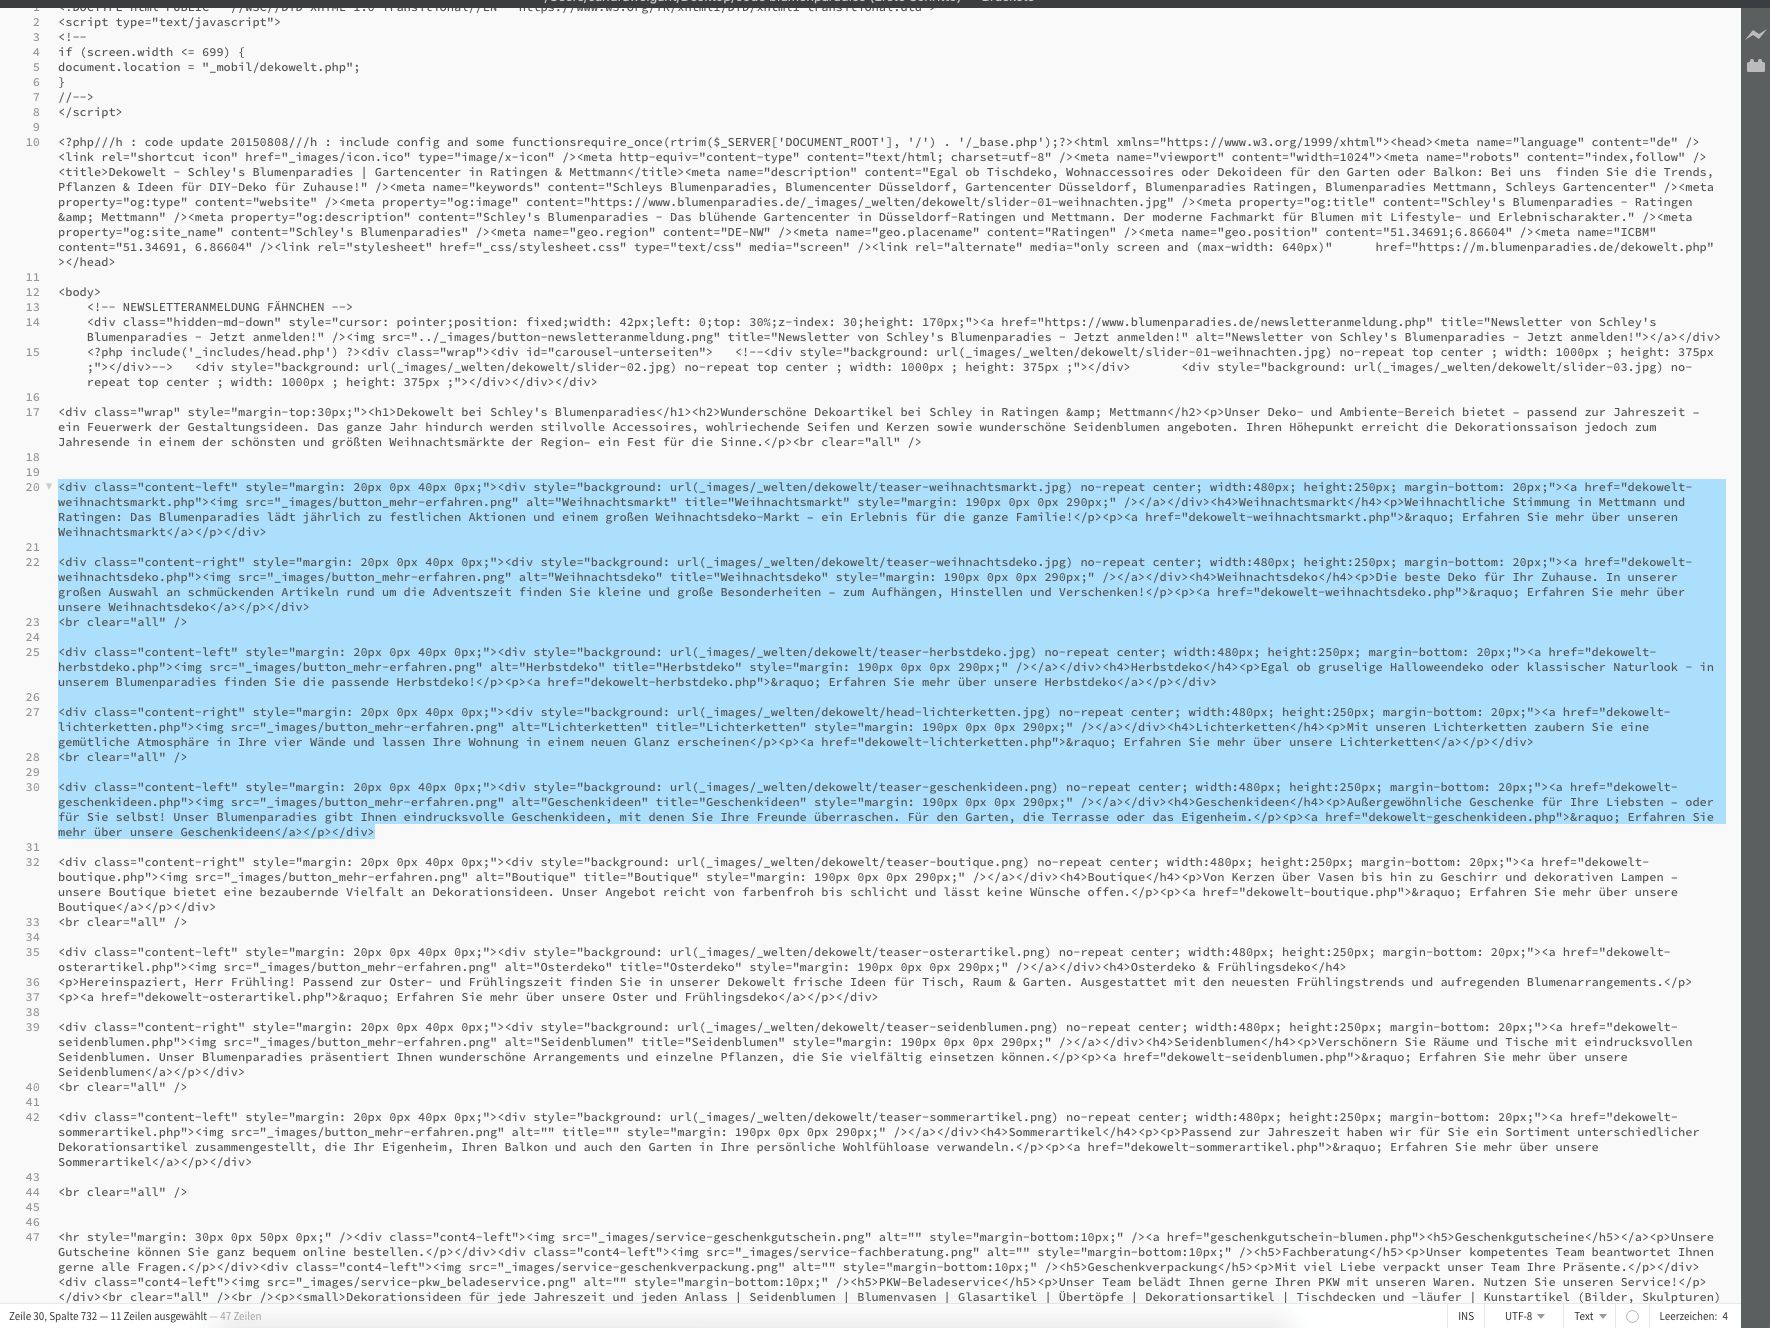 1
2 <script type="text/javascript">
3 <!--
4 if (screen.width <= 699) {
5 document.location = "_mobil/dekowelt.php";
6 }
7 //-->
8 </script>
9
10 <?php///h : code update 20150808///h : include config and some functionsrequire_once(rtrim($_SERVER['DOCUMENT_ROOT'], '/') . '/_base.php');?><html xmlns="https://www.w3.org/1999/xhtml"><head><meta name="language" content="de" />
<link rel="shortcut icon" href="_images/icon.ico" type="image/x-icon" /><meta http-equiv="content-type" content="text/html; charset=utf-8" /><meta name="viewport" content="width=1024"><meta name="robots" content="index,follow" />
<title>Dekowelt - Schley's Blumenparadies | Gartencenter in Ratingen & Mettmann</title><meta name="description" content="Egal ob Tischdeko, Wohnaccessoires oder Dekoideen für den Garten oder Balkon: Bei uns  finden Sie die Trends,
Pflanzen & Ideen für DIY-Deko für Zuhause!" /><meta name="keywords" content="Schleys Blumenparadies, Blumencenter Düsseldorf, Gartencenter Düsseldorf, Blumenparadies Ratingen, Blumenparadies Mettmann, Schleys Gartencenter" /><meta
property="og:type" content="website" /><meta property="og:image" content="https://www.blumenparadies.de/_images/_welten/dekowelt/slider-01-weihnachten.jpg" /><meta property="og:title" content="Schley's Blumenparadies - Ratingen
&amp; Mettmann" /><meta property="og:description" content="Schley's Blumenparadies - Das blühende Gartencenter in Düsseldorf-Ratingen und Mettmann. Der moderne Fachmarkt für Blumen mit Lifestyle- und Erlebnischarakter." /><meta
property="og:site_name" content="Schley's Blumenparadies" /><meta name="geo.region" content="DE-NW" /><meta name="geo.placename" content="Ratingen" /><meta name="geo.position" content="51.34691;6.86604" /><meta name="ICBM"
content="51.34691, 6.86604" /><link rel="stylesheet" href="_css/stylesheet.css" type="text/css" media="screen" /><link rel="alternate" media="only screen and (max-width: 640px)"      href="https://m.blumenparadies.de/dekowelt.php"
></head>
11
12 <body>
13 <!-- NEWSLETTERANMELDUNG FÄHNCHEN -->
14 <div class="hidden-md-down" style="cursor: pointer;position: fixed;width: 42px;left: 0;top: 30%;z-index: 30;height: 170px;"><a href="https://www.blumenparadies.de/newsletteranmeldung.php" title="Newsletter von Schley's
Blumenparadies - Jetzt anmelden!" /><img src="../_images/button-newsletteranmeldung.png" title="Newsletter von Schley's Blumenparadies - Jetzt anmelden!" alt="Newsletter von Schley's Blumenparadies - Jetzt anmelden!"></a></div>
15 <?php include('_includes/head.php') ?><div class="wrap"><div id="carousel-unterseiten">   <!--<div style="background: url(_images/_welten/dekowelt/slider-01-weihnachten.jpg) no-repeat top center ; width: 1000px ; height: 375px
;"></div>-->   <div style="background: url(_images/_welten/dekowelt/slider-02.jpg) no-repeat top center ; width: 1000px ; height: 375px ;"></div>       <div style="background: url(_images/_welten/dekowelt/slider-03.jpg) no-
repeat top center ; width: 1000px ; height: 375px ;"></div></div></div>
16
17 <div class="wrap" style="margin-top:30px;"><h1>Dekowelt bei Schley's Blumenparadies</h1><h2>Wunderschöne Dekoartikel bei Schley in Ratingen &amp; Mettmann</h2><p>Unser Deko- und Ambiente-Bereich bietet – passend zur Jahreszeit –
ein Feuerwerk der Gestaltungsideen. Das ganze Jahr hindurch werden stilvolle Accessoires, wohlriechende Seifen und Kerzen sowie wunderschöne Seidenblumen angeboten. Ihren Höhepunkt erreicht die Dekorationssaison jedoch zum
Jahresende in einem der schönsten und größten Weihnachtsmärkte der Region– ein Fest für die Sinne.</p><br clear="all" />
18
19
20 <div class="content-left" style="margin: 20px 0px 40px 0px;"><div style="background: url(_images/_welten/dekowelt/teaser-weihnachtsmarkt.jpg) no-repeat center; width:480px; height:250px; margin-bottom: 20px;"><a href="dekowelt-
weihnachtsmarkt.php"><img src="_images/button_mehr-erfahren.png" alt="Weihnachtsmarkt" title="Weihnachtsmarkt" style="margin: 190px 0px 0px 290px;" /></a></div><h4>Weihnachtsmarkt</h4><p>Weihnachtliche Stimmung in Mettmann und
Ratingen: Das Blumenparadies lädt jährlich zu festlichen Aktionen und einem großen Weihnachtsdeko-Markt – ein Erlebnis für die ganze Familie!</p><p><a href="dekowelt-weihnachtsmarkt.php">&raquo; Erfahren Sie mehr über unseren
Weihnachtsmarkt</a></p></div>
21
22 <div class="content-right" style="margin: 20px 0px 40px 0px;"><div style="background: url(_images/_welten/dekowelt/teaser-weihnachtsdeko.jpg) no-repeat center; width:480px; height:250px; margin-bottom: 20px;"><a href="dekowelt-
weihnachtsdeko.php"><img src="_images/button_mehr-erfahren.png" alt="Weihnachtsdeko" title="Weihnachtsdeko" style="margin: 190px 0px 0px 290px;" /></a></div><h4>Weihnachtsdeko</h4><p>Die beste Deko für Ihr Zuhause. In unserer
großen Auswahl an schmückenden Artikeln rund um die Adventszeit finden Sie kleine und große Besonderheiten – zum Aufhängen, Hinstellen und Verschenken!</p><p><a href="dekowelt-weihnachtsdeko.php">&raquo; Erfahren Sie mehr über
unsere Weihnachtsdeko</a></p></div>
23 <br clear="all" />
24
25 <div class="content-left" style="margin: 20px 0px 40px 0px;"><div style="background: url(_images/_welten/dekowelt/teaser-herbstdeko.jpg) no-repeat center; width:480px; height:250px; margin-bottom: 20px;"><a href="dekowelt-
herbstdeko.php"><img src="_images/button_mehr-erfahren.png" alt="Herbstdeko" title="Herbstdeko" style="margin: 190px 0px 0px 290px;" /></a></div><h4>Herbstdeko</h4><p>Egal ob gruselige Halloweendeko oder klassischer Naturlook - in
unserem Blumenparadies finden Sie die passende Herbstdeko!</p><p><a href="dekowelt-herbstdeko.php">&raquo; Erfahren Sie mehr über unsere Herbstdeko</a></p></div>
26
27 <div class="content-right" style="margin: 20px 0px 40px 0px;"><div style="background: url(_images/_welten/dekowelt/head-lichterketten.jpg) no-repeat center; width:480px; height:250px; margin-bottom: 20px;"><a href="dekowelt-
lichterketten.php"><img src="_images/button_mehr-erfahren.png" alt="Lichterketten" title="Lichterketten" style="margin: 190px 0px 0px 290px;" /></a></div><h4>Lichterketten</h4><p>Mit unseren Lichterketten zaubern Sie eine
gemütliche Atmosphäre in Ihre vier Wände und lassen Ihre Wohnung in einem neuen Glanz erscheinen</p><p><a href="dekowelt-lichterketten.php">&raquo; Erfahren Sie mehr über unsere Lichterketten</a></p></div>
28 <br clear="all" />
29
30 <div class="content-left" style="margin: 20px 0px 40px 0px;"><div style="background: url(_images/_welten/dekowelt/teaser-geschenkideen.png) no-repeat center; width:480px; height:250px; margin-bottom: 20px;"><a href="dekowelt-
geschenkideen.php"><img src="_images/button_mehr-erfahren.png" alt="Geschenkideen" title="Geschenkideen" style="margin: 190px 0px 0px 290px;" /></a></div><h4>Geschenkideen</h4><p>Außergewöhnliche Geschenke für Ihre Liebsten – oder
für Sie selbst! Unser Blumenparadies gibt Ihnen eindrucksvolle Geschenkideen, mit denen Sie Ihre Freunde überraschen. Für den Garten, die Terrasse oder das Eigenheim.</p><p><a href="dekowelt-geschenkideen.php">&raquo; Erfahren Sie
mehr über unsere Geschenkideen</a></p></div>
31
32 <div class="content-right" style="margin: 20px 0px 40px 0px;"><div style="background: url(_images/_welten/dekowelt/teaser-boutique.png) no-repeat center; width:480px; height:250px; margin-bottom: 20px;"><a href="dekowelt-
boutique.php"><img src="_images/button_mehr-erfahren.png" alt="Boutique" title="Boutique" style="margin: 190px 0px 0px 290px;" /></a></div><h4>Boutique</h4><p>Von Kerzen über Vasen bis hin zu Geschirr und dekorativen Lampen –
unsere Boutique bietet eine bezaubernde Vielfalt an Dekorationsideen. Unser Angebot reicht von farbenfroh bis schlicht und lässt keine Wünsche offen.</p><p><a href="dekowelt-boutique.php">&raquo; Erfahren Sie mehr über unsere
Boutique</a></p></div>
33 <br clear="all" />
34
35 <div class="content-left" style="margin: 20px 0px 40px 0px;"><div style="background: url(_images/_welten/dekowelt/teaser-osterartikel.png) no-repeat center; width:480px; height:250px; margin-bottom: 20px;"><a href="dekowelt-
osterartikel.php"><img src="_images/button_mehr-erfahren.png" alt="Osterdeko" title="Osterdeko" style="margin: 190px 0px 0px 290px;" /></a></div><h4>Osterdeko & Frühlingsdeko</h4>
36 <p>Hereinspaziert, Herr Frühling! Passend zur Oster- und Frühlingszeit finden Sie in unserer Dekowelt frische Ideen für Tisch, Raum & Garten. Ausgestattet mit den neuesten Frühlingstrends und aufregenden Blumenarrangements.</p>
37 <p><a href="dekowelt-osterartikel.php">&raquo; Erfahren Sie mehr über unsere Oster und Frühlingsdeko</a></p></div>
38
39 <div class="content-right" style="margin: 20px 0px 40px 0px;"><div style="background: url(_images/_welten/dekowelt/teaser-seidenblumen.png) no-repeat center; width:480px; height:250px; margin-bottom: 20px;"><a href="dekowelt-
seidenblumen.php"><img src="_images/button_mehr-erfahren.png" alt="Seidenblumen" title="Seidenblumen" style="margin: 190px 0px 0px 290px;" /></a></div><h4>Seidenblumen</h4><p>Verschönern Sie Räume und Tische mit eindrucksvollen
Seidenblumen. Unser Blumenparadies präsentiert Ihnen wunderschöne Arrangements und einzelne Pflanzen, die Sie vielfältig einsetzen können.</p><p><a href="dekowelt-seidenblumen.php">&raquo; Erfahren Sie mehr über unsere
Seidenblumen</a></p></div>
40 <br clear="all" />
41
42 <div class="content-left" style="margin: 20px 0px 40px 0px;"><div style="background: url(_images/_welten/dekowelt/teaser-sommerartikel.png) no-repeat center; width:480px; height:250px; margin-bottom: 20px;"><a href="dekowelt-
sommerartikel.php"><img src="_images/button_mehr-erfahren.png" alt="" title="" style="margin: 190px 0px 0px 290px;" /></a></div><h4>Sommerartikel</h4><p><p>Passend zur Jahreszeit haben wir für Sie ein Sortiment unterschiedlicher
Dekorationsartikel zusammengestellt, die Ihr Eigenheim, Ihren Balkon und auch den Garten in Ihre persönliche Wohlfühloase verwandeln.</p><p><a href="dekowelt-sommerartikel.php">&raquo; Erfahren Sie mehr über unsere
Sommerartikel</a></p></div>
43
44 <br clear="all" />
45
46
47 <hr style="margin: 30px 0px 50px 0px;" /><div class="cont4-left"><img src="_images/service-geschenkgutschein.png" alt="" style="margin-bottom:10px;" /><a href="geschenkgutschein-blumen.php"><h5>Geschenkgutscheine</h5></a><p>Unsere
Gutscheine können Sie ganz bequem online bestellen.</p></div><div class="cont4-left"><img src="_images/service-fachberatung.png" alt="" style="margin-bottom:10px;" /><h5>Fachberatung</h5><p>Unser kompetentes Team beantwortet Ihnen
gerne alle Fragen.</p></div><div class="cont4-left"><img src="_images/service-geschenkverpackung.png" alt="" style="margin-bottom:10px;" /><h5>Geschenkverpackung</h5><p>Mit viel Liebe verpackt unser Team Ihre Präsente.</p></div>
<div class="cont4-left"><img src="_images/service-pkw_beladeservice.png" alt="" style="margin-bottom:10px;" /><h5>PKW-Beladeservice</h5><p>Unser Team belädt Ihnen gerne Ihren PKW mit unseren Waren. Nutzen Sie unseren Service!</p>
</div><br clear="all" /><br /><p><small>Dekorationsideen für jede Jahreszeit und jeden Anlass | Seidenblumen | Blumenvasen | Glasartikel | Übertöpfe | Dekorationsartikel | Tischdecken und -läufer | Kunstartikel (Bilder, Skulpturen)
Zeile 30, Spalte 732 — 11 Zeilen ausgewählt — 47 Zeilen INS UTF-8 Text Leerzeichen: 4